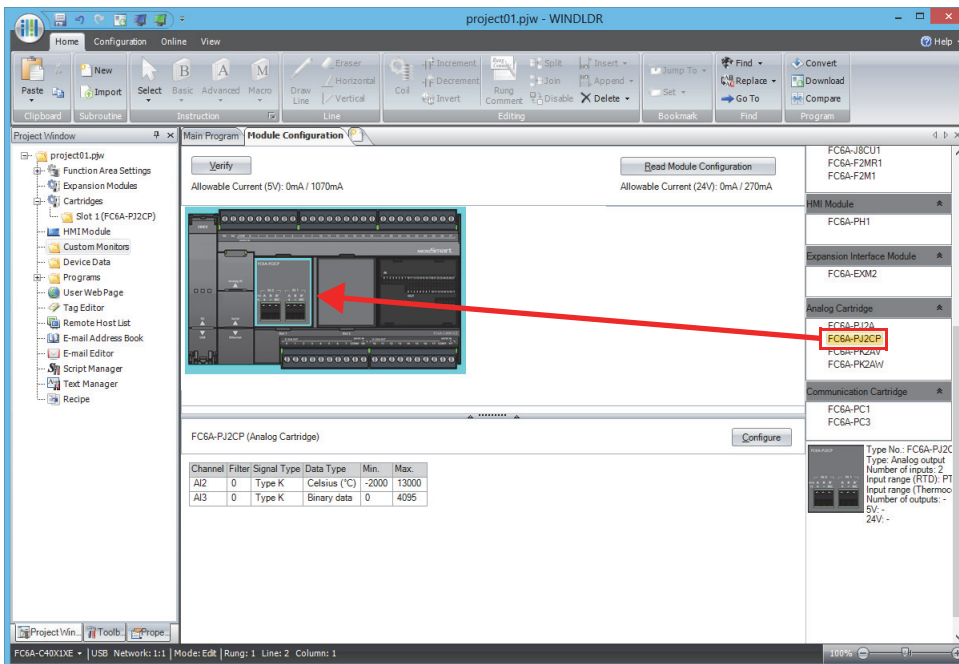 project01.pjw - WINDLDR
Home Configuration Online View Help
Paste New Import Select Basic Advanced Macro Draw Line Eraser Horizontal Vertical Coil Increment Decrement Invert Rung Comment Split Join Disable Insert Append Delete Jump To Set Find Replace Go To Convert Download Compare
Clipboard Subroutine Instruction Line Editing Bookmark Find Program
Project Window
project01.pjw
Function Area Settings
Expansion Modules
Cartridges
Slot 1 (FC6A-PJ2CP)
HMIModule
Custom Monitors
Device Data
Programs
User Web Page
Tag Editor
Remote Host List
E-mail Address Book
E-mail Editor
Script Manager
Text Manager
Recipe
Project Win... Toolb... Prope...
Main Program Module Configuration
Verify
Read Module Configuration
Allowable Current (5V): 0mA / 1070mA
Allowable Current (24V): 0mA / 270mA
FC6A-PJ2CP (Analog Cartridge)
Configure
Channel Filter Signal Type Data Type Min. Max.
AI2 0 Type K Celsius (°C) -2000 13000
AI3 0 Type K Binary data 0 4095
FC6A-J8CU1
FC6A-F2MR1
FC6A-F2M1
HMI Module
FC6A-PH1
Expansion Interface Module
FC6A-EXM2
Analog Cartridge
FC6A-PJ2A
FC6A-PJ2CP
FC6A-PK2AV
FC6A-PK2AW
Communication Cartridge
FC6A-PC1
FC6A-PC3
Type No.: FC6A-PJ2C
Type: Analog output
Number of inputs: 2
Input range (RTD): PT
Input range (Thermoc
Number of outputs: -
5V: -
24V: -
FC6A-C40X1XE USB Network: 1:1 Mode: Edit Rung: 1 Line: 2 Column: 1 100%